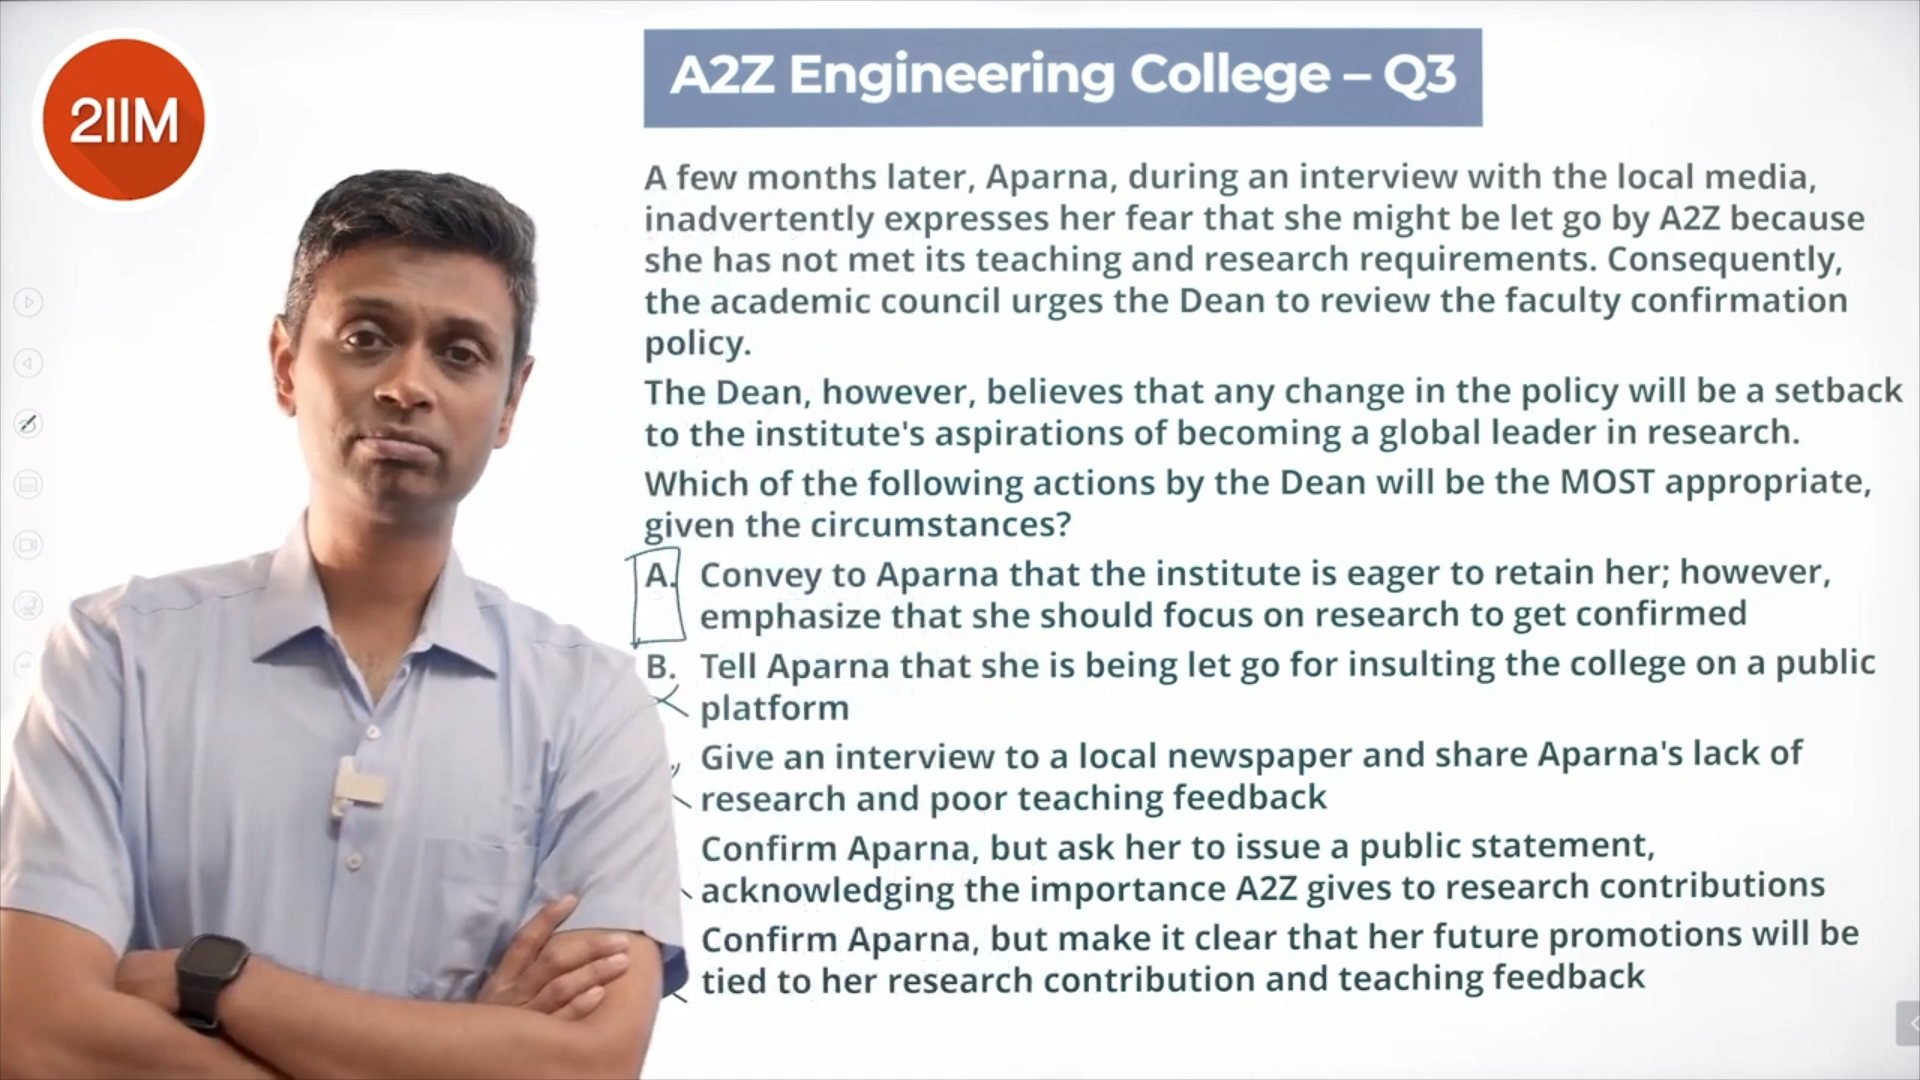 2IIM
A2Z Engineering College – Q3
A few months later, Aparna, during an interview with the local media,
inadvertently expresses her fear that she might be let go by A2Z because
she has not met its teaching and research requirements. Consequently,
the academic council urges the Dean to review the faculty confirmation
policy.
The Dean, however, believes that any change in the policy will be a setback
to the institute's aspirations of becoming a global leader in research.
Which of the following actions by the Dean will be the MOST appropriate,
given the circumstances?
A. Convey to Aparna that the institute is eager to retain her; however,
emphasize that she should focus on research to get confirmed
B. Tell Aparna that she is being let go for insulting the college on a public
platform
Give an interview to a local newspaper and share Aparna's lack of
research and poor teaching feedback
Confirm Aparna, but ask her to issue a public statement,
acknowledging the importance A2Z gives to research contributions
Confirm Aparna, but make it clear that her future promotions will be
tied to her research contribution and teaching feedback